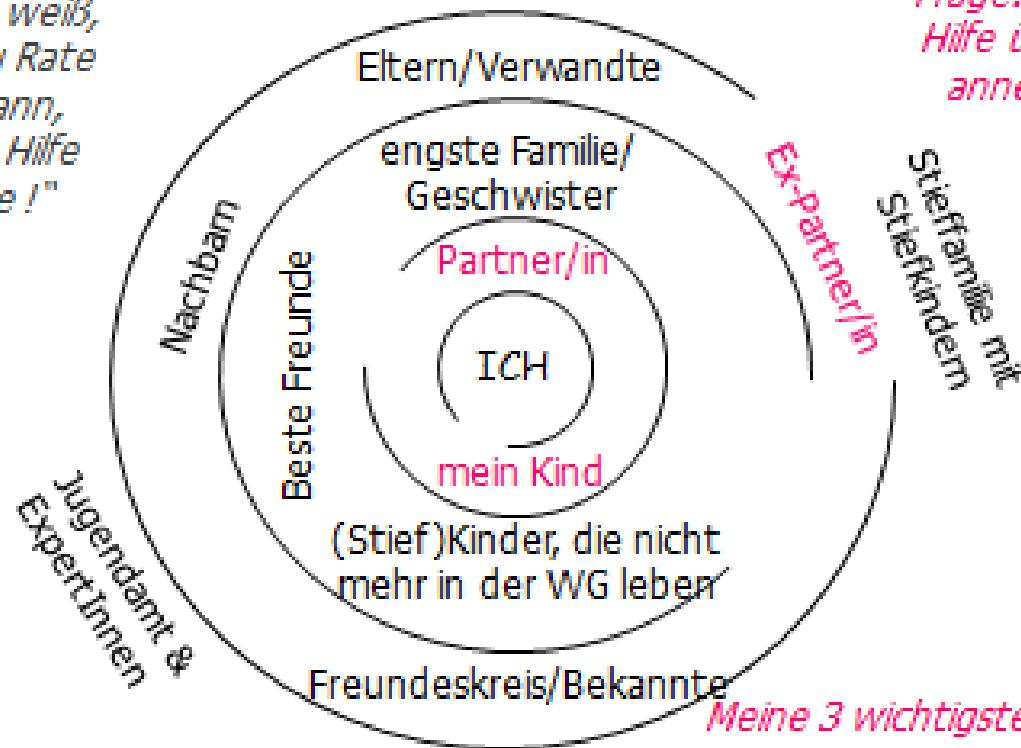 weiß,
Rate
Hilfe
e !"
Hilfe
Eltern/Verwandte
engste Familie/
Geschwister
Partner/in
ICH
mein Kind
(Stief)Kinder, die nicht
mehr in der WG leben
Freundeskreis/Bekannte
Nachbarn
Beste Freunde
Ex-Partner/in
Stieffamilie mit
Stiefkindern
Jugendamt &
ExpertInnen
Meine 3 wichtigste